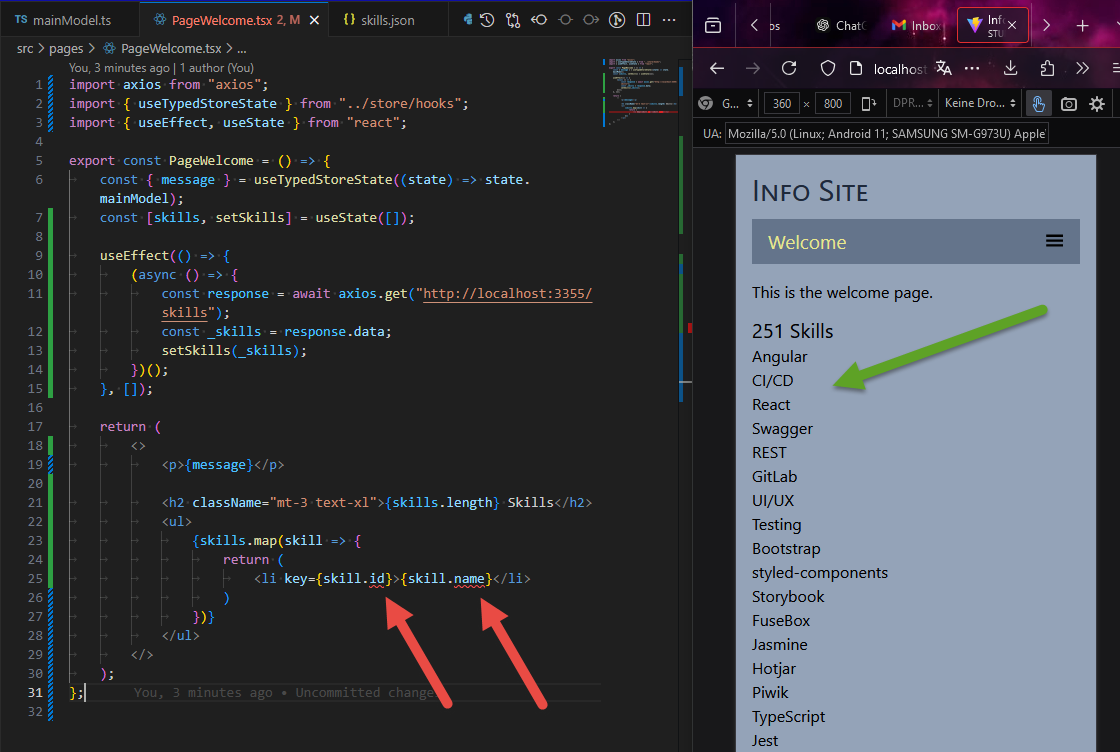 TS mainModel.ts
PageWelcome.tsx 2, M
{} skills.json
src > pages > PageWelcome.tsx > ...
You, 3 minutes ago | 1 author (You)
1 import axios from "axios";
2 import { useTypedStoreState } from "../store/hooks";
3 import { useEffect, useState } from "react";
4
5 export const PageWelcome = () => {
6 const { message } = useTypedStoreState((state) => state.
mainModel);
7 const [skills, setSkills] = useState([]);
8
9 useEffect(() => {
10 (async () => {
11 const response = await axios.get("http://localhost:3355/
skills");
12 const _skills = response.data;
13 setSkills(_skills);
14 })();
15 }, []);
16
17 return (
18 <>
19 <p>{message}</p>
20
21 <h2 className="mt-3 text-xl">{skills.length} Skills</h2>
22 <ul>
23 {skills.map(skill => {
24 return (
25 <li key={skill.id}>{skill.name}</li>
26 )
27 })}
28 </ul>
29 </>
30 );
31 }; You, 3 minutes ago • Uncommitted change
32
os
ChatG
Inbox
Inf
STU
localhos
G...
360 × 800
DPR...
Keine Dro...
UA: Mozilla/5.0 (Linux; Android 11; SAMSUNG SM-G973U) Apple
Info Site
Welcome
This is the welcome page.
251 Skills
Angular
CI/CD
React
Swagger
REST
GitLab
UI/UX
Testing
Bootstrap
styled-components
Storybook
FuseBox
Jasmine
Hotjar
Piwik
TypeScript
Jest